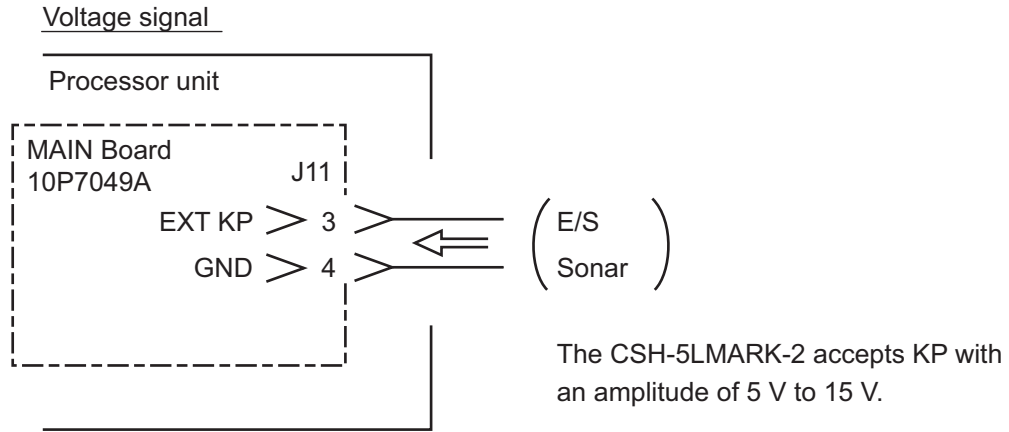 Voltage signal
Processor unit
MAIN Board
10P7049A
J11
EXT KP 3
GND 4
E/S
Sonar
The CSH-5LMARK-2 accepts KP with
an amplitude of 5 V to 15 V.